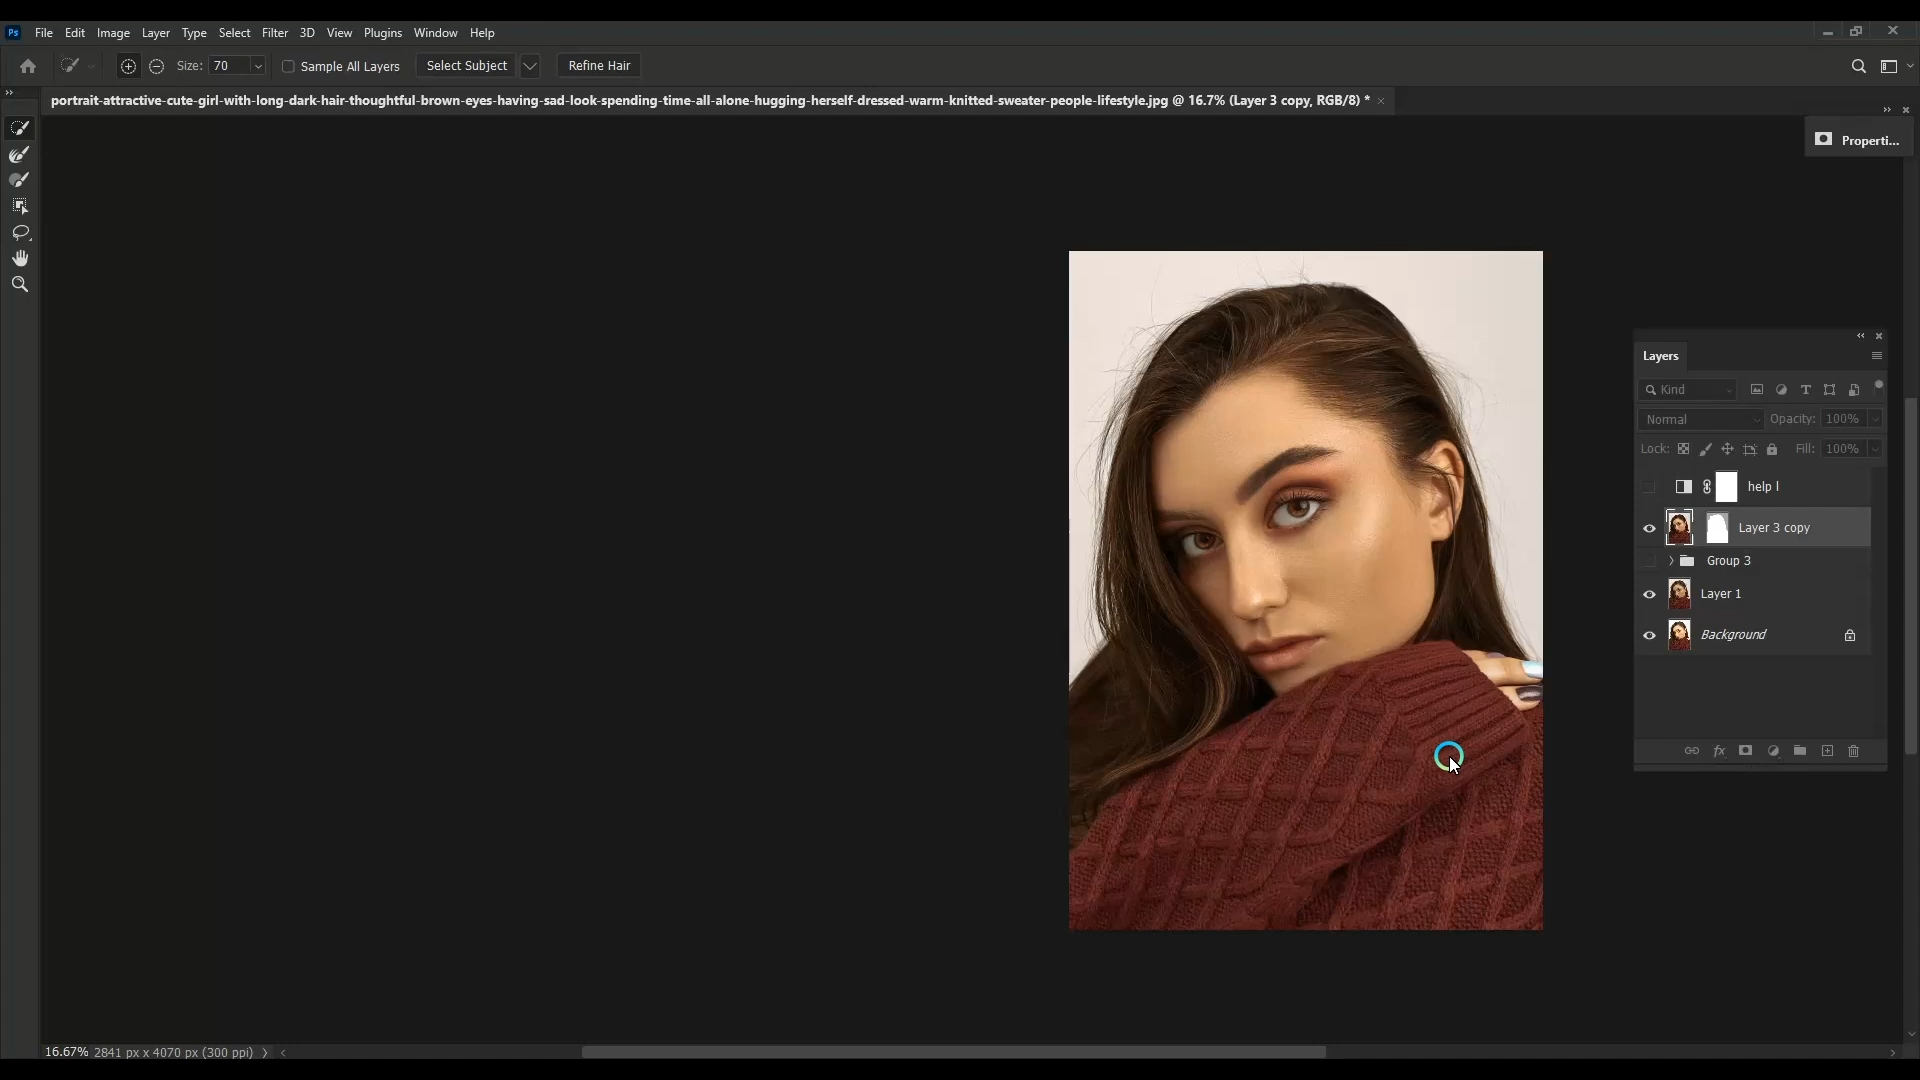 Ps File Edit Image Layer Type Select Filter 3D View Plugins Window Help
Size: 70 Sample All Layers Select Subject Refine Hair
portrait-attractive-cute-girl-with-long-dark-hair-thoughtful-brown-eyes-having-sad-look-spending-time-all-alone-hugging-herself-dressed-warm-knitted-sweater-people-lifestyle.jpg @ 16.7% (Layer 3 copy, RGB/8) *
Properti...
Layers
Kind
Normal Opacity: 100%
Lock: Fill: 100%
help l
Layer 3 copy
Group 3
Layer 1
Background
fx
16.67% 2841 px x 4070 px (300 ppi)